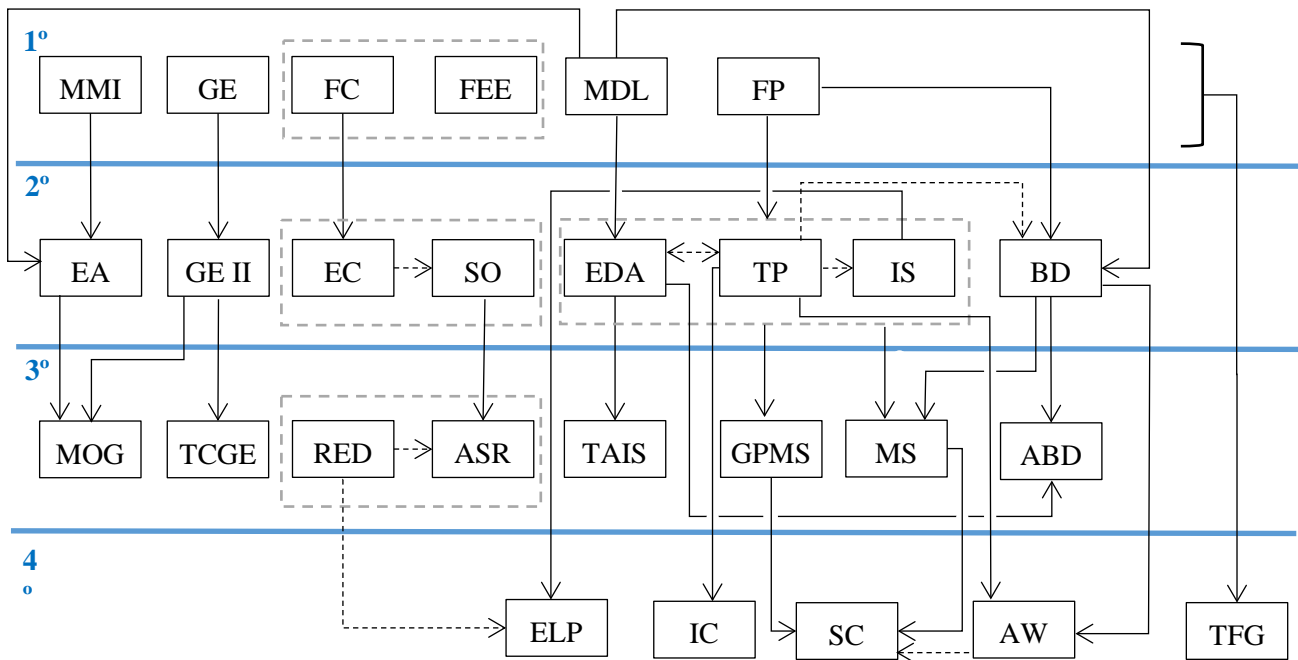 1º
MMI GE FC FEE MDL FP
2º
EA GE II EC SO EDA TP IS BD
3º
MOG TCGE RED ASR TAIS GPMS MS ABD
4
º
ELP IC SC AW TFG